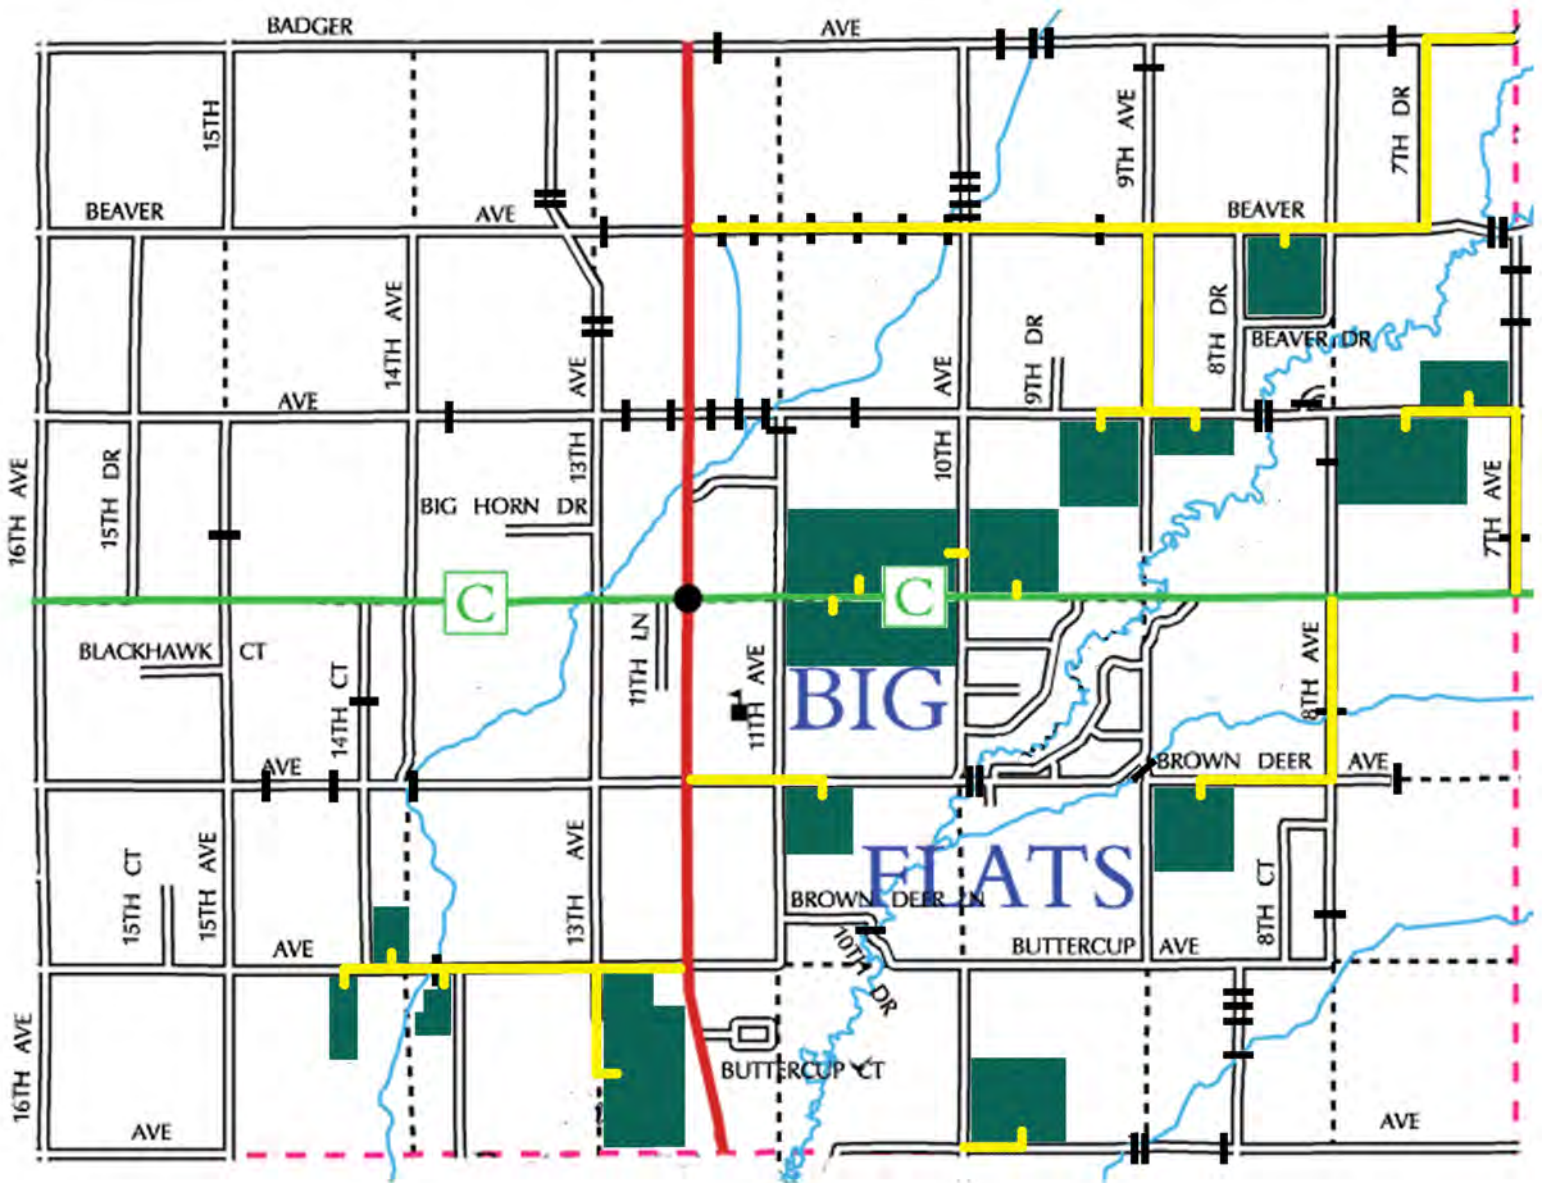 BADGER AVE
15TH
9TH AVE
7TH DR
BEAVER AVE BEAVER
14TH AVE
AVE
9TH DR
8TH DR
BEAVER DR
AVE
AVE
16TH AVE
15TH DR
13TH
10TH
7TH AVE
BIG HORN DR
C C
BLACKHAWK CT
14TH CT
11TH LN
11TH AVE
8TH AVE
BIG
AVE
BROWN DEER AVE
15TH CT
15TH AVE
13TH AVE
FLATS
8TH CT
BROWN DEER LN
AVE
10TH DR
BUTTERCUP AVE
16TH AVE
BUTTERCUP CT
AVE
AVE